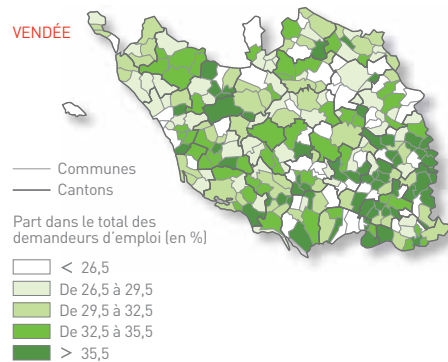 VENDÉE
Communes
Cantons
Part dans le total des
demandeurs d'emploi (en %)
< 26,5
De 26,5 à 29,5
De 29,5 à 32,5
De 32,5 à 35,5
> 35,5